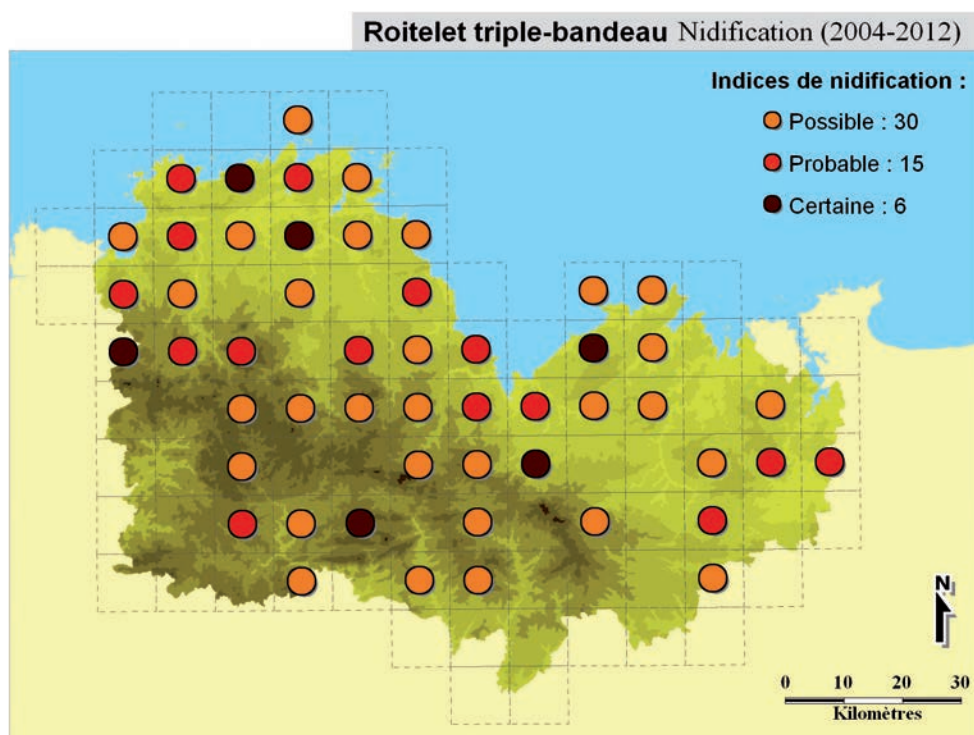 Roitelet triple-bandeau Nidification (2004-2012)
Indices de nidification :
Possible : 30
Probable : 15
Certaine : 6
N
0 10 20 30
Kilomètres